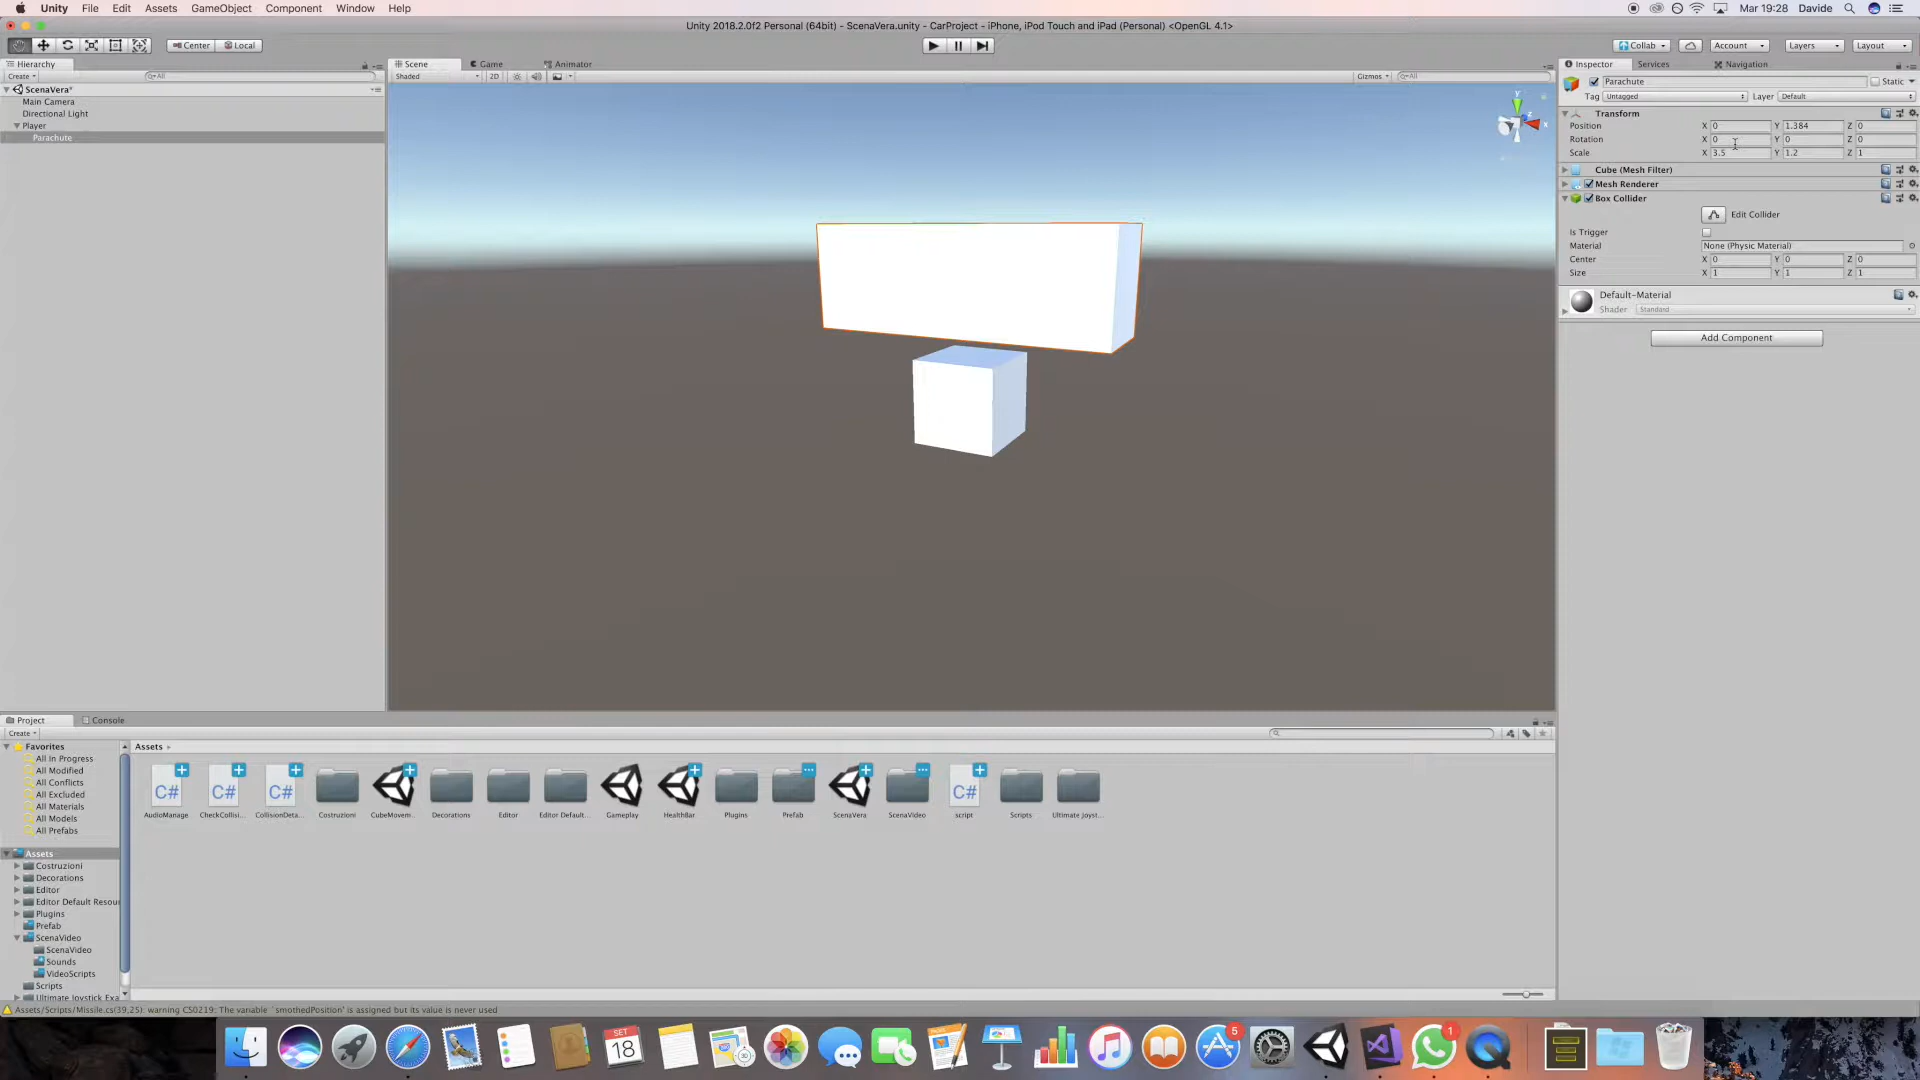 Unity File Edit Assets GameObject Component Window Help Mar 19:28 Davide
Unity 2018.2.0f2 Personal (64bit) - ScenaVera.unity - CarProject - iPhone, iPod Touch and iPad (Personal) <OpenGL 4.1>
Center Local Collab Account Layers Layout
Hierarchy Scene Game Animator Inspector Services Navigation
Create All Shaded 2D Gizmos All
ScenaVera*
Main Camera
Directional Light
Player
Parachute
Y
X
Parachute Static
Tag Untagged Layer Default
Transform
Position X 0 Y 1.384 Z 0
Rotation X 0 Y 0 Z 0
Scale X 3.5 Y 1.2 Z 1
Cube (Mesh Filter)
Mesh Renderer
Box Collider
Edit Collider
Is Trigger
Material None (Physic Material)
Center X 0 Y 0 Z 0
Size X 1 Y 1 Z 1
Default-Material
Shader Standard
Add Component
Project Console
Create
Favorites
All In Progress
All Modified
All Conflicts
All Excluded
All Materials
All Models
All Prefabs
Assets
Costruzioni
Decorations
Editor
Editor Default Resou
Plugins
Prefab
ScenaVideo
ScenaVideo
Sounds
VideoScripts
Scripts
Ultimate Joystick Exa
Assets
C# C# C# C#
AudioManage CheckCollisi... CollisionDeta... Costruzioni CubeMovem... Decorations Editor Editor Default... Gameplay HealthBar Plugins Prefab ScenaVera ScenaVideo script Scripts Ultimate Joyst...
Assets/Scripts/Missile.cs(39,25): warning CS0219: The variable `smothedPosition' is assigned but its value is never used
SET
18
5
1